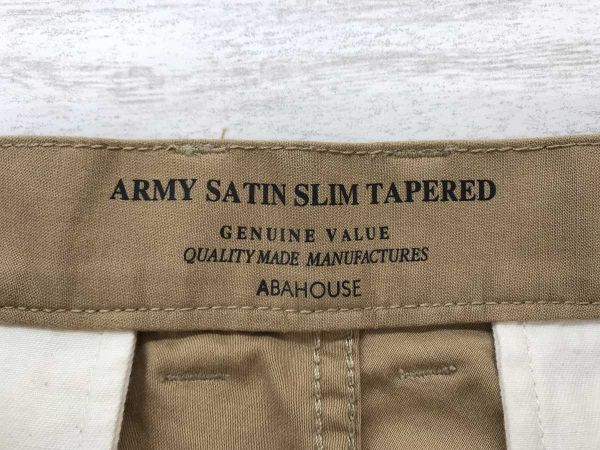 ARMY SATIN SLIM TAPERED
GENUINE VALUE
QUALITY MADE MANUFACTURES
ABAHOUSE